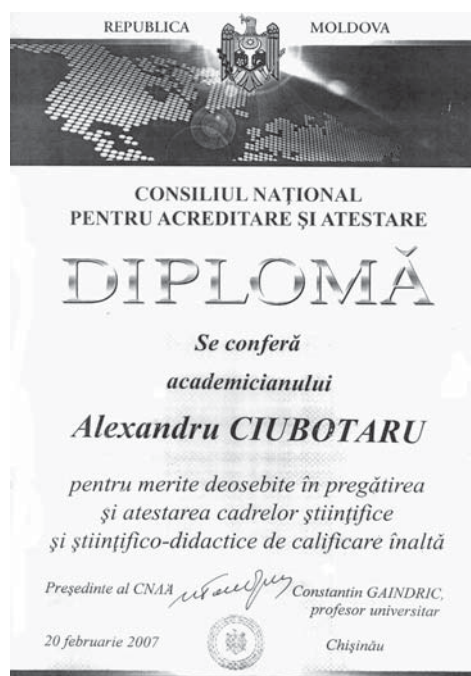 REPUBLICA MOLDOVA
CONSILIUL NAȚIONAL
PENTRU ACREDITARE ȘI ATESTARE
DIPLOMĂ
Se conferă
academicianului
Alexandru CIUBOTARU
pentru merite deosebite în pregătirea
și atestarea cadrelor științifice
și științifico-didactice de calificare înaltă
Președinte al CNAA Constantin GAINDRIC,
profesor universitar
20 februarie 2007 Chișinău